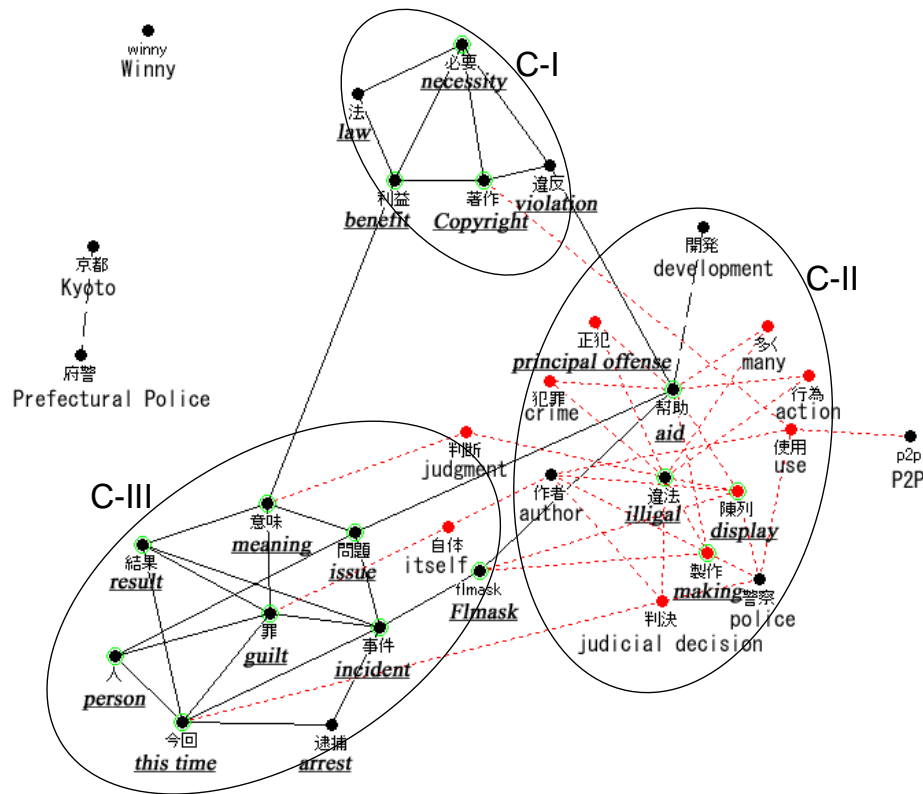 winny
Winny
C-I
必要
necessity
法
law
利益
benefit
著作
Copyright
違反
violation
京都
Kyoto
府警
Prefectural Police
C-II
開発
development
正犯
principal offense
多く
many
犯罪
crime
幇助
aid
行為
action
使用
use
p2p
P2P
判断
judgment
作者
author
違法
illigal
陳列
display
製作
making
警察
police
判決
judicial decision
C-III
意味
meaning
問題
issue
自体
itself
flmask
Flmask
結果
result
罪
guilt
事件
incident
人
person
今回
this time
逮捕
arrest